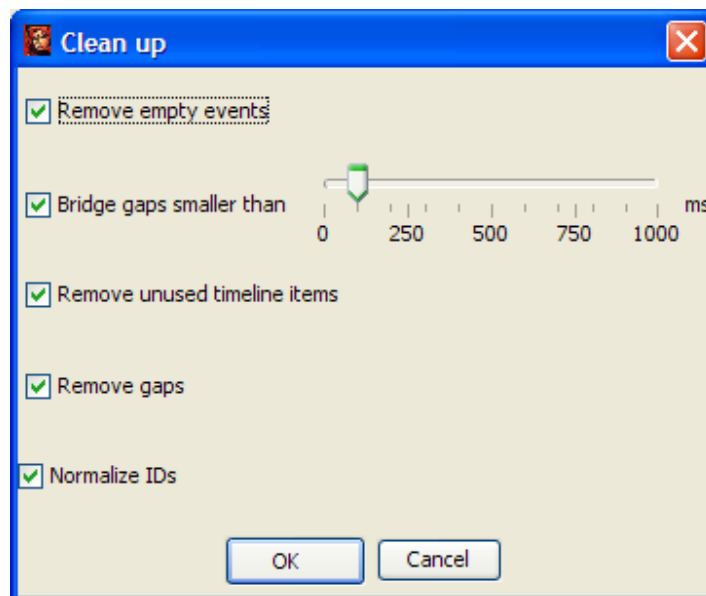 Clean up
Remove empty events
Bridge gaps smaller than
ms
0 250 500 750 1000
Remove unused timeline items
Remove gaps
Normalize IDs
OK Cancel